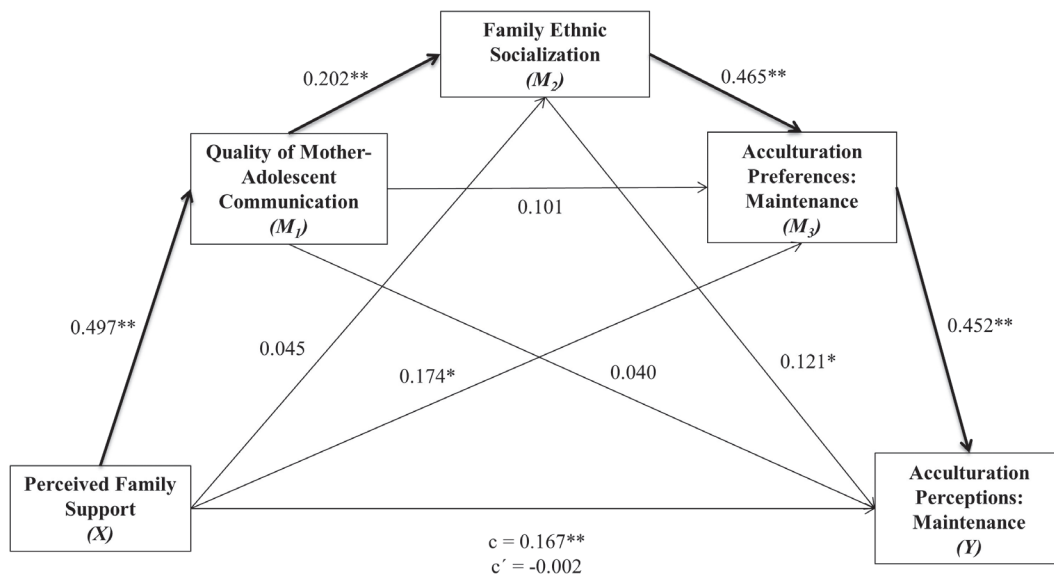 Family Ethnic
Socialization
(M2)
0.202**
0.465**
Quality of Mother-
Adolescent
Communication
(M1)
Acculturation
Preferences:
Maintenance
(M3)
0.101
0.497**
0.045
0.174*
0.040
0.121*
0.452**
Perceived Family
Support
(X)
Acculturation
Perceptions:
Maintenance
(Y)
c = 0.167**
c´ = -0.002